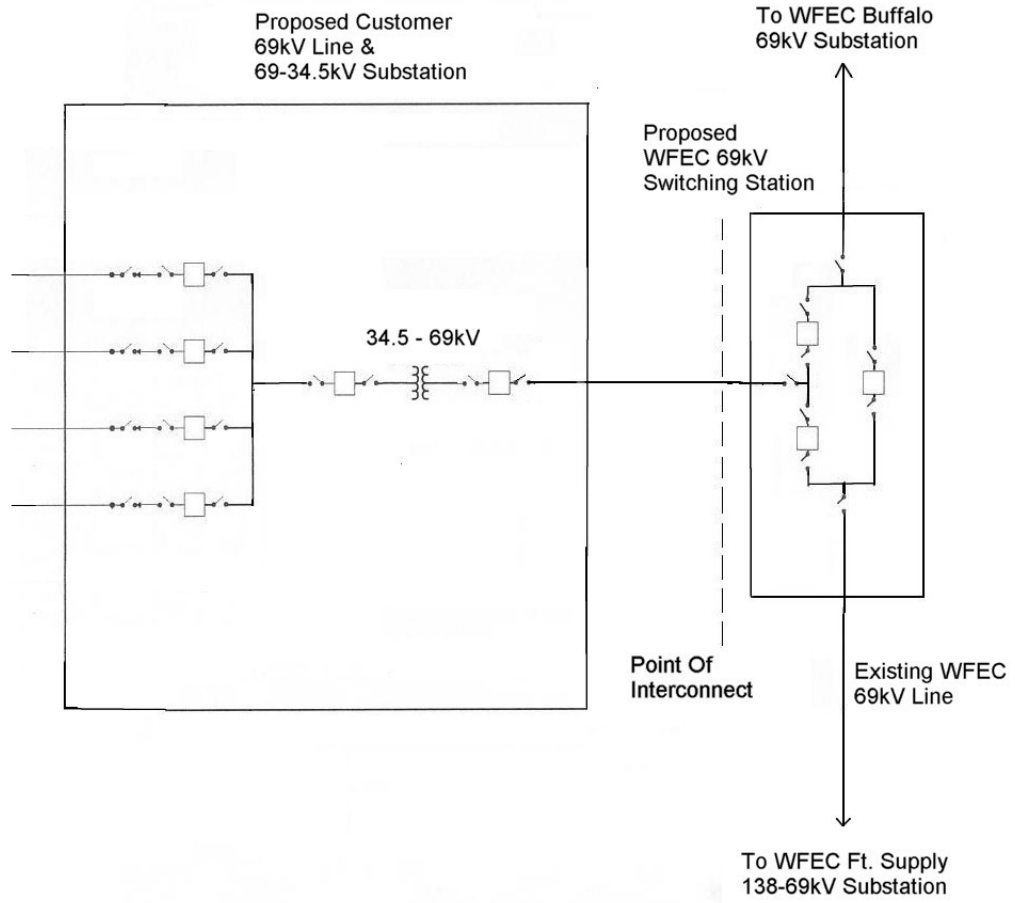 Proposed Customer
69kV Line &
69-34.5kV Substation
To WFEC Buffalo
69kV Substation
Proposed
WFEC 69kV
Switching Station
34.5 - 69kV
Point Of
Interconnect
Existing WFEC
69kV Line
To WFEC Ft. Supply
138-69kV Substation